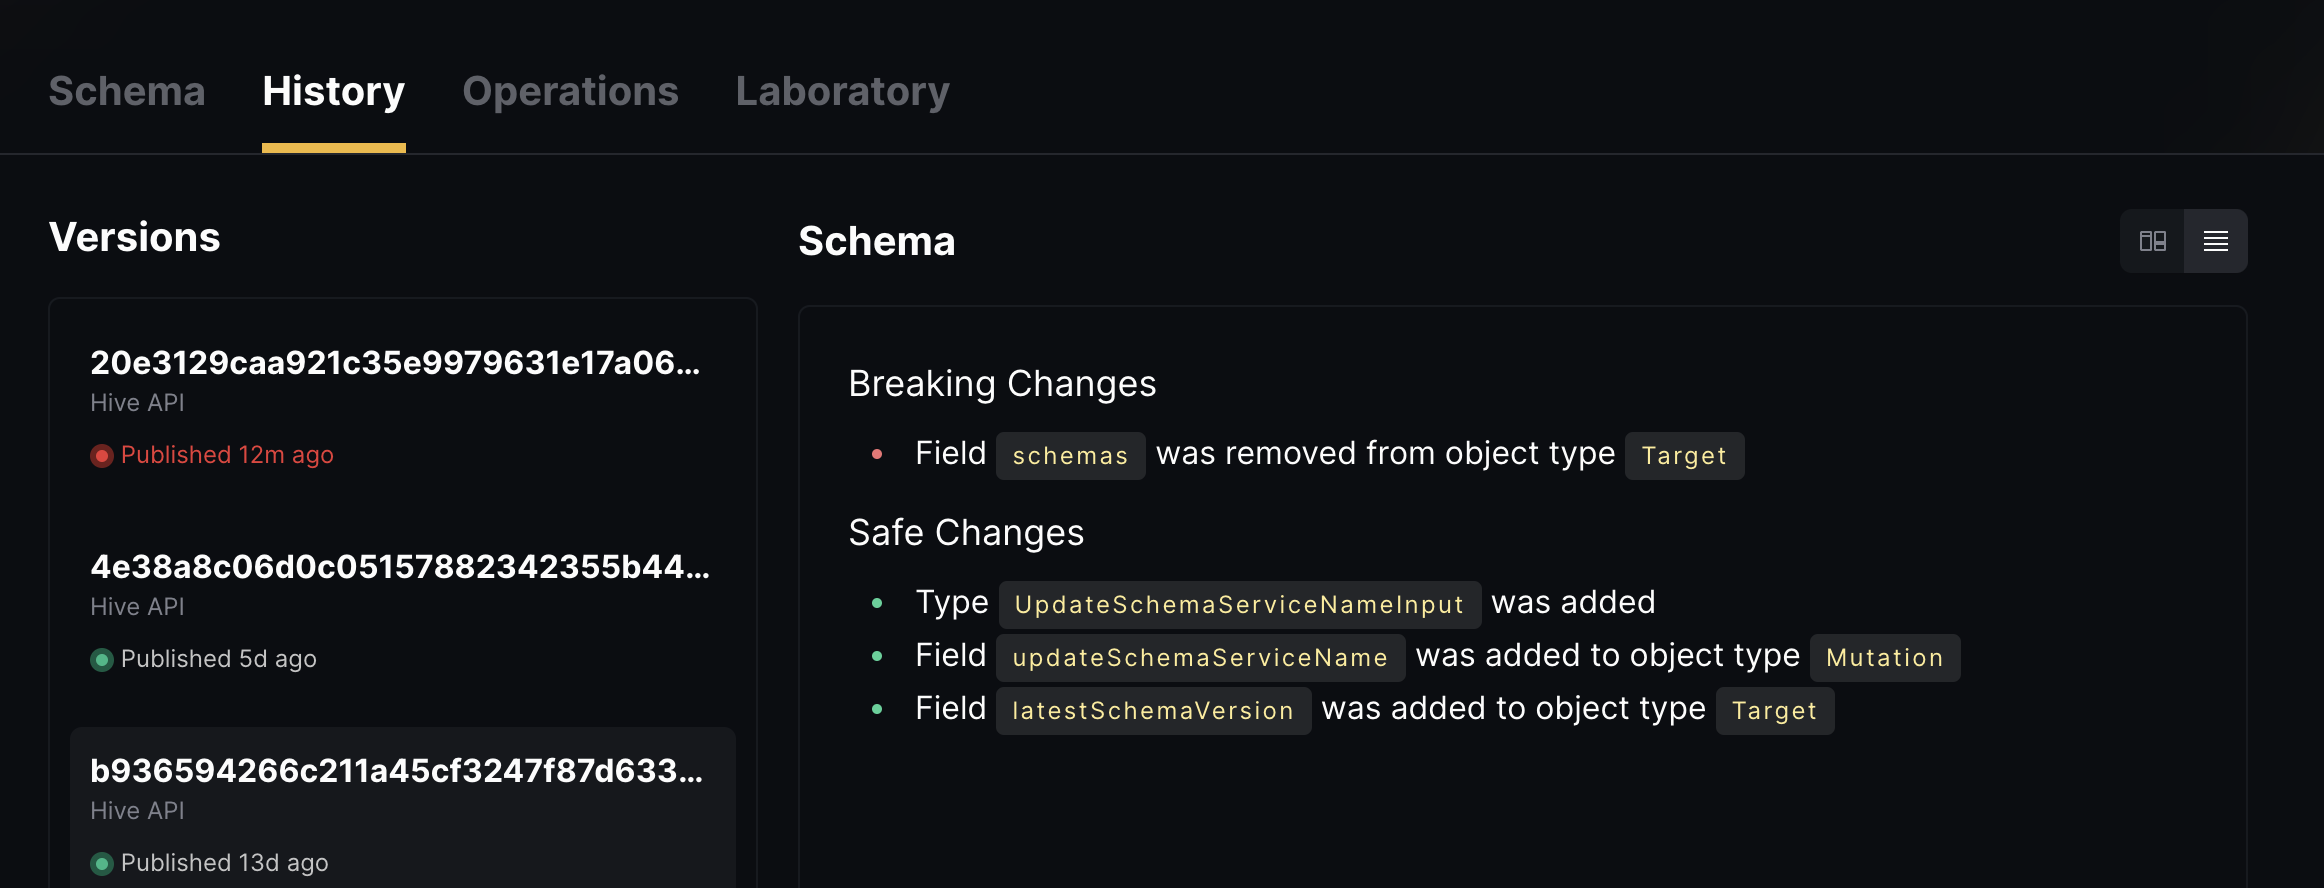 Schema History Operations Laboratory
Versions
20e3129caa921c35e9979631e17a06...
Hive API
Published 12m ago
4e38a8c06d0c05157882342355b44...
Hive API
Published 5d ago
b936594266c211a45cf3247f87d633...
Hive API
Published 13d ago
Schema
Breaking Changes
• Field schemas was removed from object type Target
Safe Changes
• Type UpdateSchemaServiceNameInput was added
• Field updateSchemaServiceName was added to object type Mutation
• Field latestSchemaVersion was added to object type Target